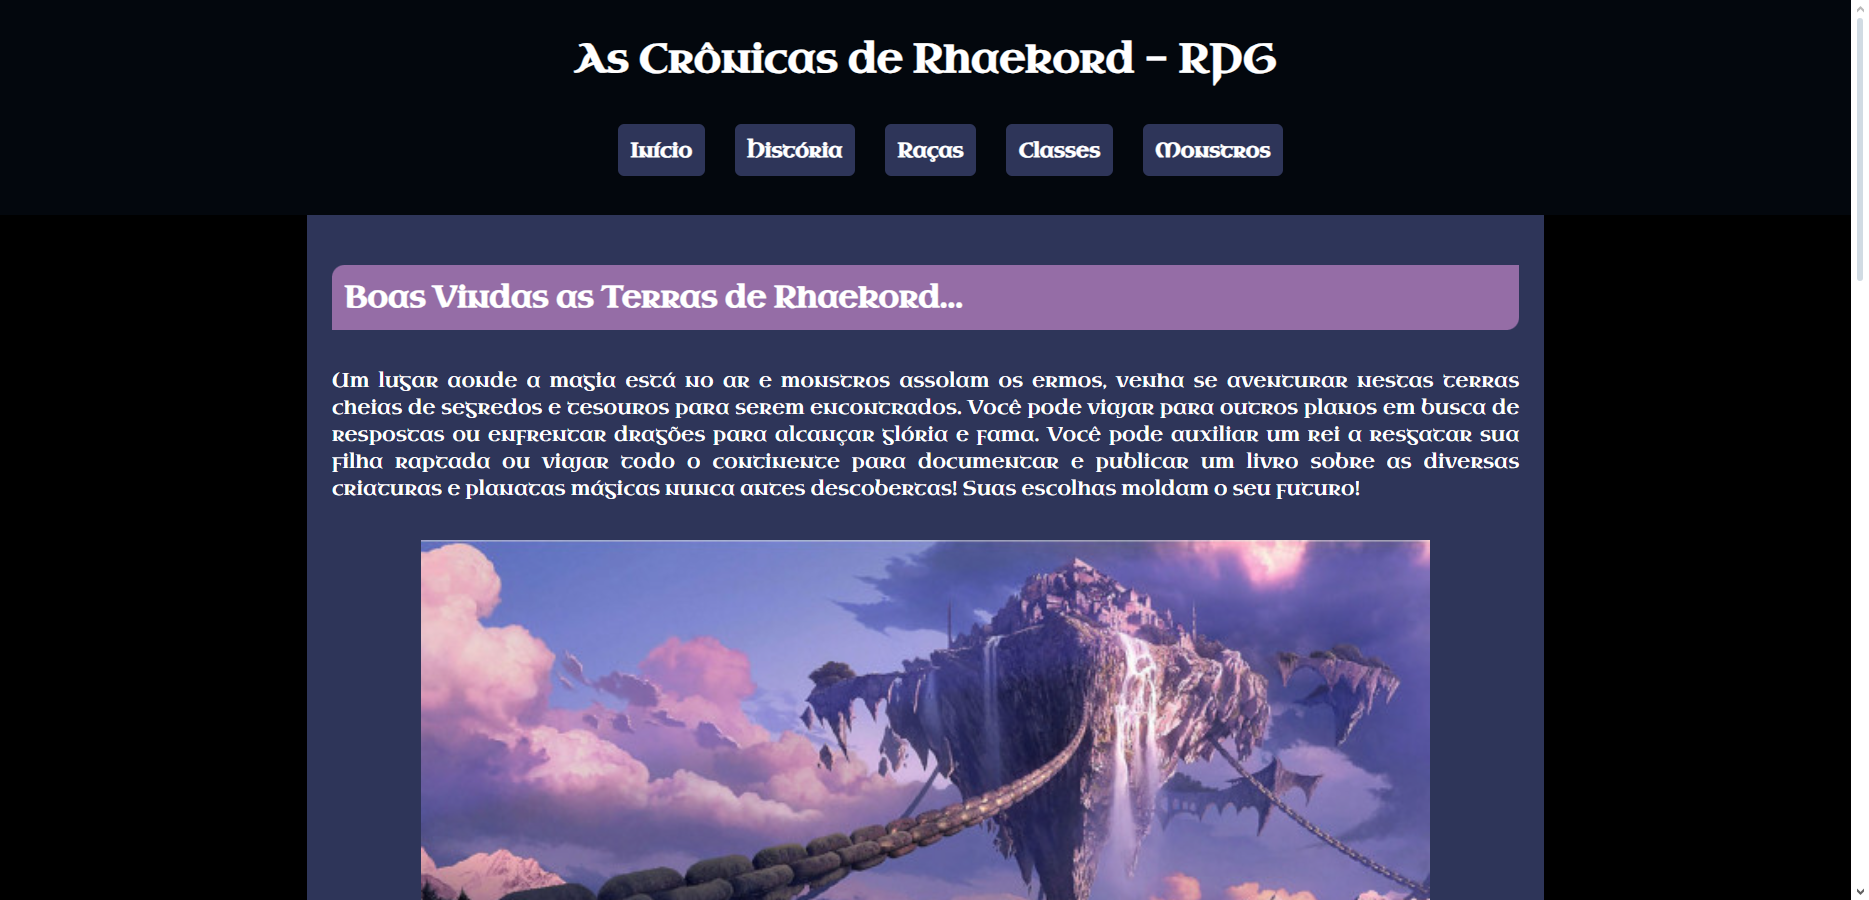 As Crônicas de Rhaekord - RPG
Início
História
Raças
Classes
Monstros
Boas Vindas as Terras de Rhaekord...
Um lugar aonde a magia está no ar e monstros assolam os ermos, venha se aventurar nestas terras
cheias de segredos e tesouros para serem encontrados. Você pode viajar para outros planos em busca de
respostas ou enfrentar dragões para alcançar glória e fama. Você pode auxiliar um rei a resgatar sua
filha raptada ou viajar todo o continente para documentar e publicar um livro sobre as diversas
criaturas e planatas mágicas nunca antes descobertas! Suas escolhas moldam o seu futuro!